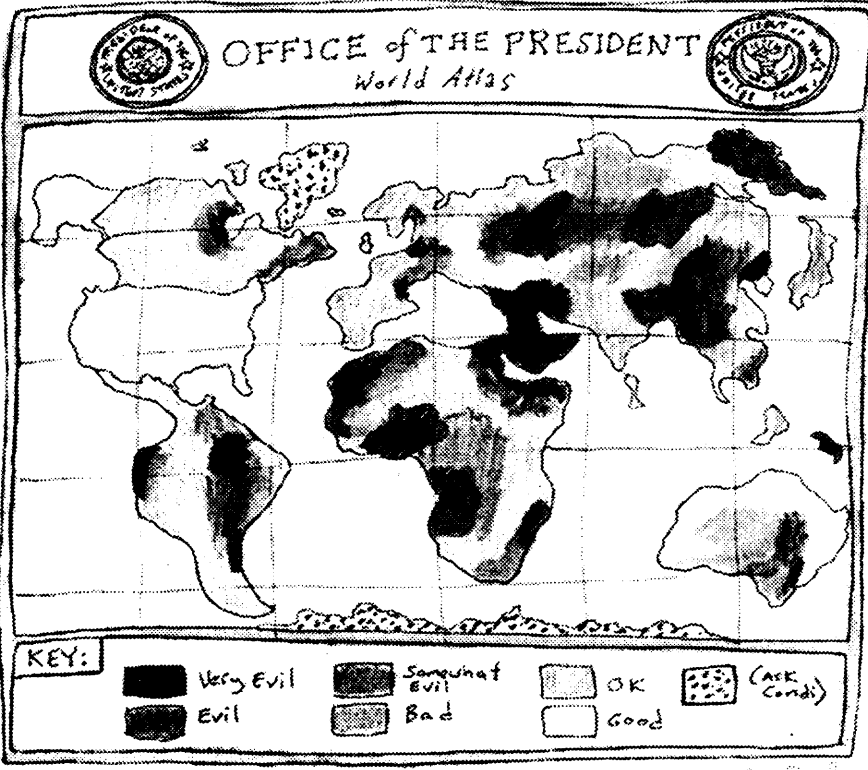 OFFICE of THE PRESIDENT
World Atlas
KEY:
Very Evil
Evil
Somewhat
Evil
Bad
OK
Good
(Ask
Condi)